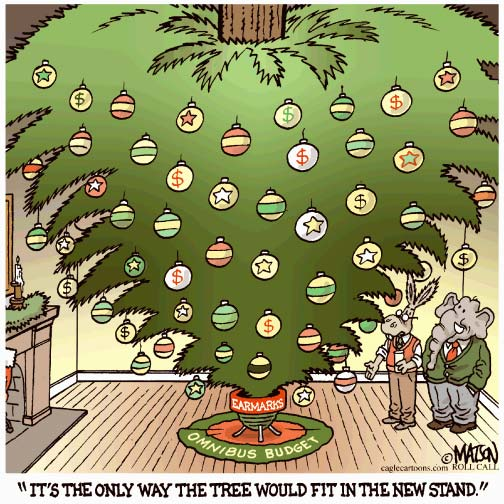 EARMARKS
OMNIBUS BUDGET
© MATSON
caglecartoons.com ROLL CALL
"IT'S THE ONLY WAY THE TREE WOULD FIT IN THE NEW STAND."